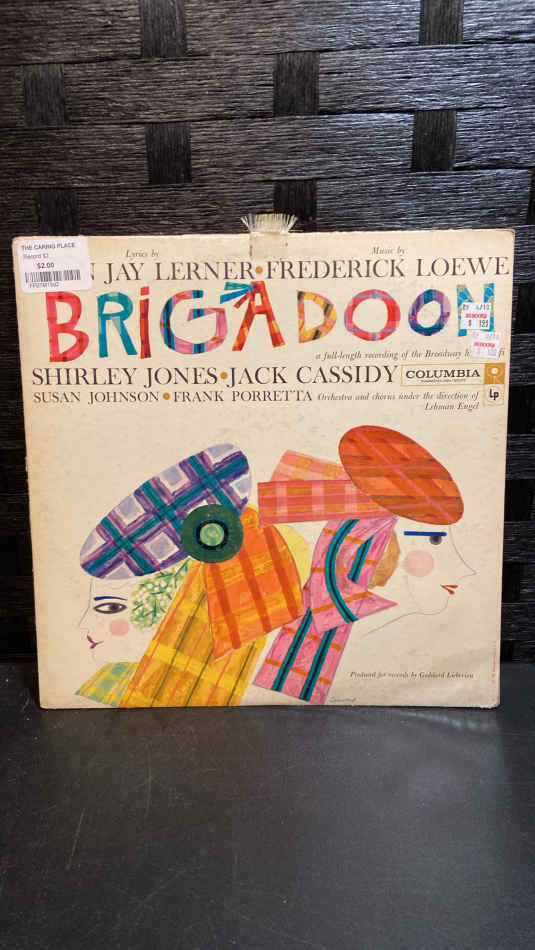 THE CARING PLACE
Record $2
$2.00
Lyrics by
Music by
N JAY LERNER • FREDERICK LOEWE
BRIGADOON
a full-length recording of the Broadway hit
SHIRLEY JONES • JACK CASSIDY
COLUMBIA
SUSAN JOHNSON • FRANK PORRETTA
Orchestra and chorus under the direction of
Lehman Engel
Lp
Produced for records by Goddard Lieberson